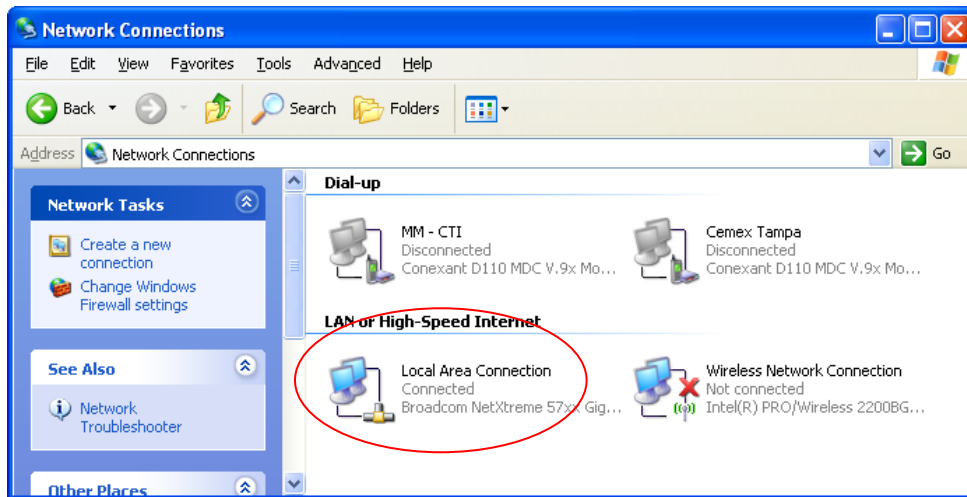 Network Connections
File Edit View Favorites Tools Advanced Help
Back Search Folders
Address Network Connections Go
Network Tasks
Create a new
connection
Change Windows
Firewall settings
See Also
Network
Troubleshooter
Other Places
Dial-up
MM - CTI
Disconnected
Conexant D110 MDC V.9x Mo...
Cemex Tampa
Disconnected
Conexant D110 MDC V.9x Mo...
LAN or High-Speed Internet
Local Area Connection
Connected
Broadcom NetXtreme 57xx Gig...
Wireless Network Connection
Not connected
Intel(R) PRO/Wireless 2200BG...